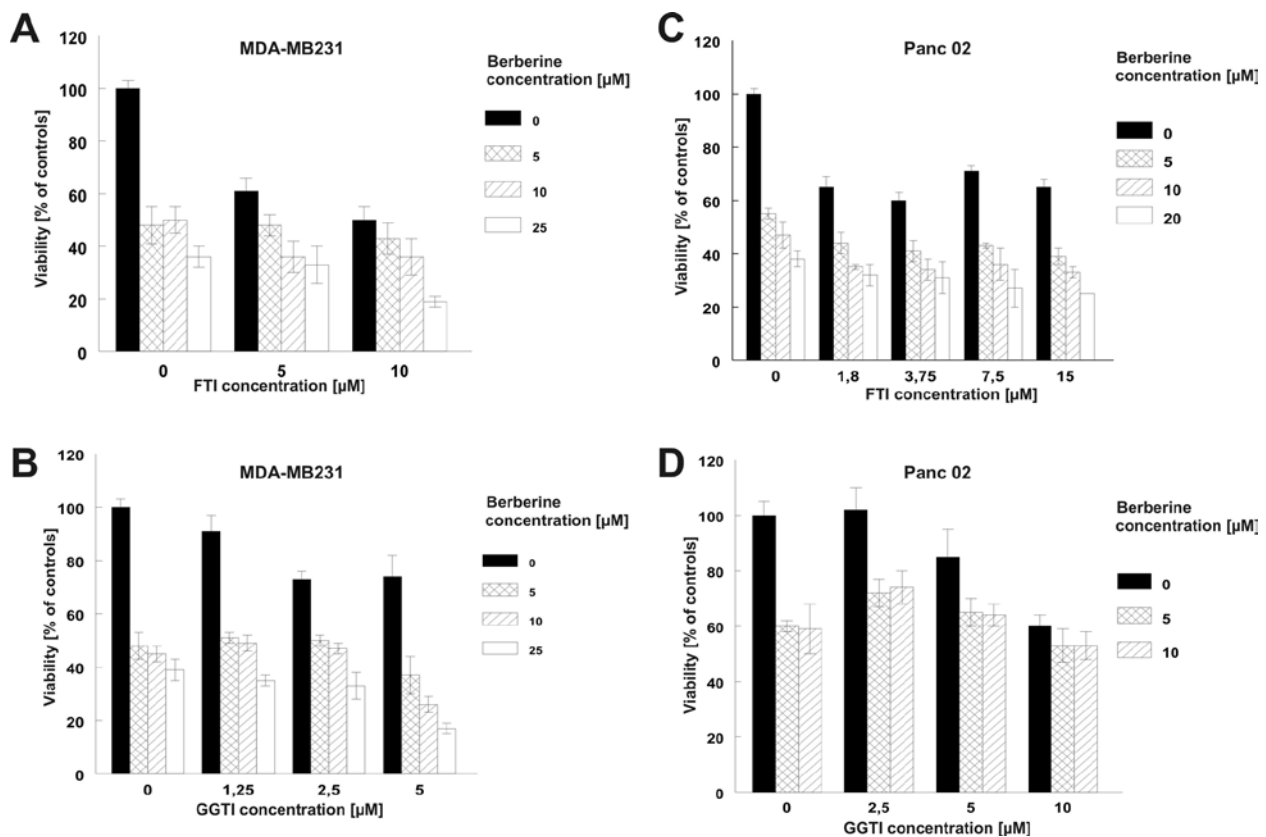 A
MDA-MB231
Viability [% of controls]
120
100
80
60
40
20
0
0
5
10
FTI concentration [µM]
Berberine
concentration [µM]
0
5
10
25
C
Panc 02
Viability [% of controls]
120
100
80
60
40
20
0
0
1,8
3,75
7,5
15
FTI concentration [µM]
Berberine
concentration [µM]
0
5
10
20
B
MDA-MB231
Viability [% of controls]
120
100
80
60
40
20
0
0
1,25
2,5
5
GGTI concentration [µM]
Berberine
concentration [µM]
0
5
10
25
D
Panc 02
Viability [% of controls]
120
100
80
60
40
20
0
0
2,5
5
10
GGTI concentration [µM]
Berberine
concentration [µM]
0
5
10